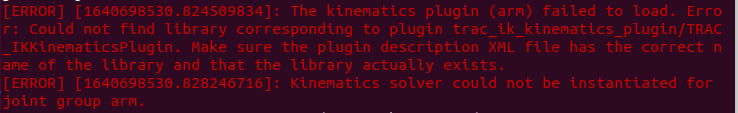 [ERROR] [1640698530.824509834]: The kinematics plugin (arm) failed to load. Erro
r: Could not find library corresponding to plugin trac_ik_kinematics_plugin/TRAC
_IKKinematicsPlugin. Make sure the plugin description XML file has the correct n
ame of the library and that the library actually exists.
[ERROR] [1640698530.828246716]: Kinematics solver could not be instantiated for
joint group arm.